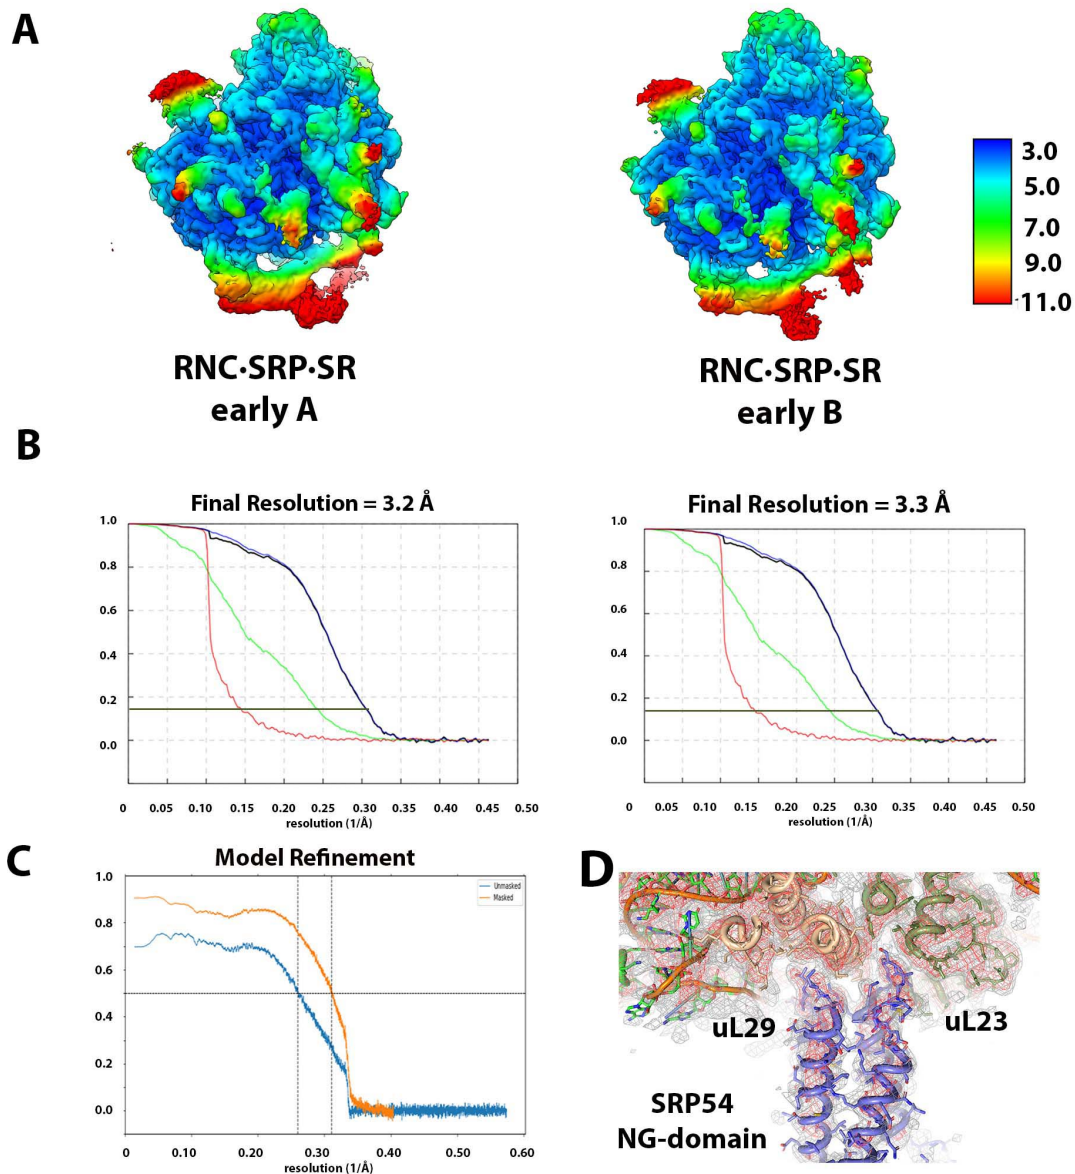 A
RNC•SRP•SR
early A
RNC•SRP•SR
early B
3.0
5.0
7.0
9.0
11.0
B
Final Resolution = 3.2 Å
1.0
0.8
0.6
0.4
0.2
0.0
0 0.05 0.10 0.15 0.20 0.25 0.30 0.35 0.40 0.45 0.50
resolution (1/Å)
Final Resolution = 3.3 Å
1.0
0.8
0.6
0.4
0.2
0.0
0 0.05 0.10 0.15 0.20 0.25 0.30 0.35 0.40 0.45 0.50
resolution (1/Å)
C
Model Refinement
1.0
0.8
0.6
0.4
0.2
0.0
Unmasked
Masked
0 0.10 0.20 0.30 0.40 0.50 0.60
resolution (1/Å)
D
uL29
uL23
SRP54
NG-domain